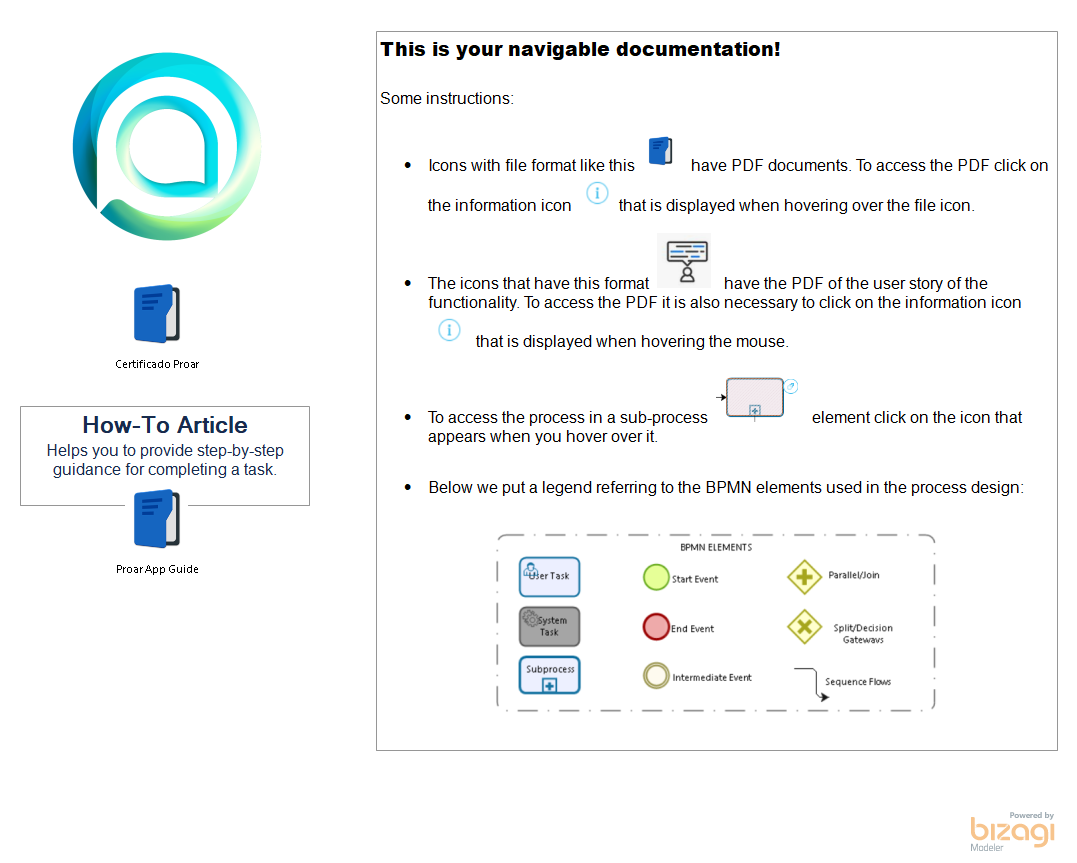 This is your navigable documentation!
Some instructions:
Icons with file format like this have PDF documents. To access the PDF click on
the information icon that is displayed when hovering over the file icon.
The icons that have this format have the PDF of the user story of the
functionality. To access the PDF it is also necessary to click on the information icon
that is displayed when hovering the mouse.
To access the process in a sub-process element click on the icon that
appears when you hover over it.
Below we put a legend referring to the BPMN elements used in the process design:
BPMN ELEMENTS
User Task
Start Event
Parallel/Join
System
Task
End Event
Split/Decision
Gateways
Subprocess
Intermediate Event
Sequence Flows
Certificado Proar
How-To Article
Helps you to provide step-by-step
guidance for completing a task.
Proar App Guide
Powered by
bizagi
Modeler